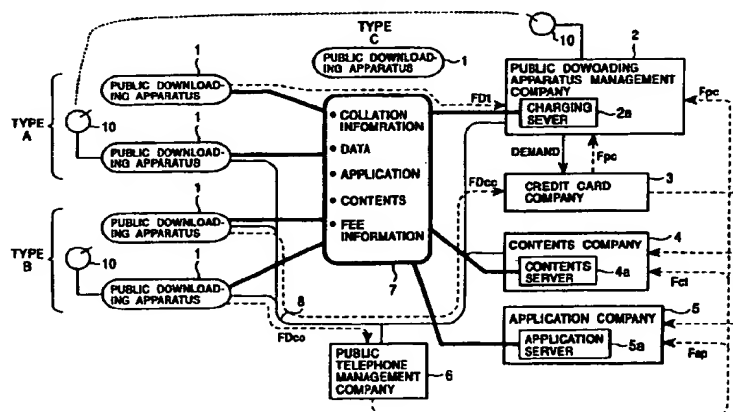 TYPE
C
10
2
1
PUBLIC DOWNLOAD-
ING APPARATUS
1
PUBLIC DOWOADING
APPARATUS MANAGEMENT
COMPANY
CHARGING
SEVER
2a
Fpc
PUBLIC DOWNLOAD-
ING APPARATUS
FD1
TYPE
A
10
1
PUBLIC DOWNLOAD-
ING APPARATUS
• COLLATION
INFOMRATION
• DATA
• APPLICATION
• CONTENTS
• FEE
INFORMATION
7
DEMAND
Fpc
FDcc
CREDIT CARD
COMPANY
3
1
PUBLIC DOWNLOAD-
ING APPARATUS
TYPE
B
10
1
PUBLIC DOWNLOAD-
ING APPARATUS
CONTENTS COMPANY
4
CONTENTS
SERVER
4a
Fct
8
FDco
APPLICATION COMPANY
5
APPLICATION
SERVER
5a
Fap
PUBLIC
TELEPHONE
MANAGEMENT
COMPANY
6